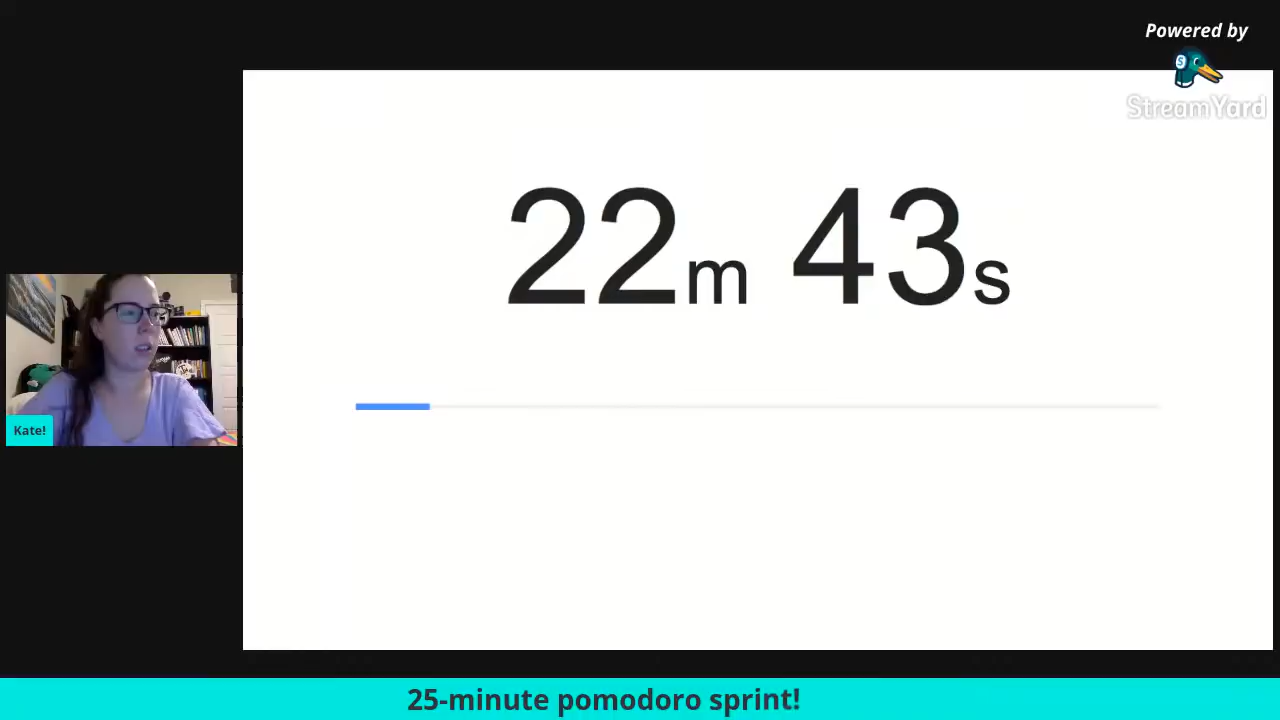 Powered by
StreamYard
22m 43s
Kate!
25-minute pomodoro sprint!